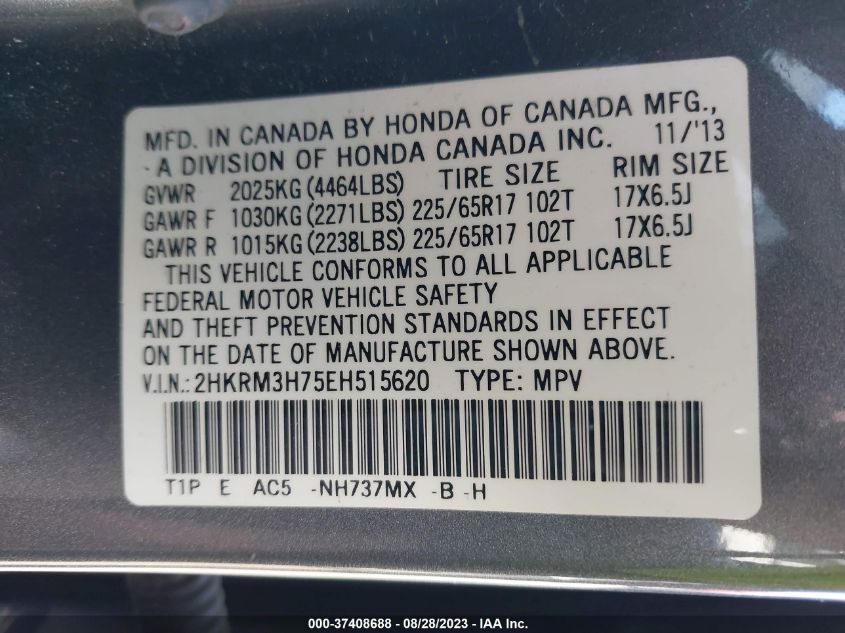 MFD. IN CANADA BY HONDA OF CANADA MFG.,
- A DIVISION OF HONDA CANADA INC. 11/'13
GVWR 2025KG (4464LBS) TIRE SIZE RIM SIZE
GAWR F 1030KG (2271LBS) 225/65R17 102T 17X6.5J
GAWR R 1015KG (2238LBS) 225/65R17 102T 17X6.5J
THIS VEHICLE CONFORMS TO ALL APPLICABLE
FEDERAL MOTOR VEHICLE SAFETY
AND THEFT PREVENTION STANDARDS IN EFFECT
ON THE DATE OF MANUFACTURE SHOWN ABOVE.
V.I.N.: 2HKRM3H75EH515620 TYPE: MPV
T1P E AC5 -NH737MX -B -H
000-37408688 - 08/28/2023 - IAA Inc.